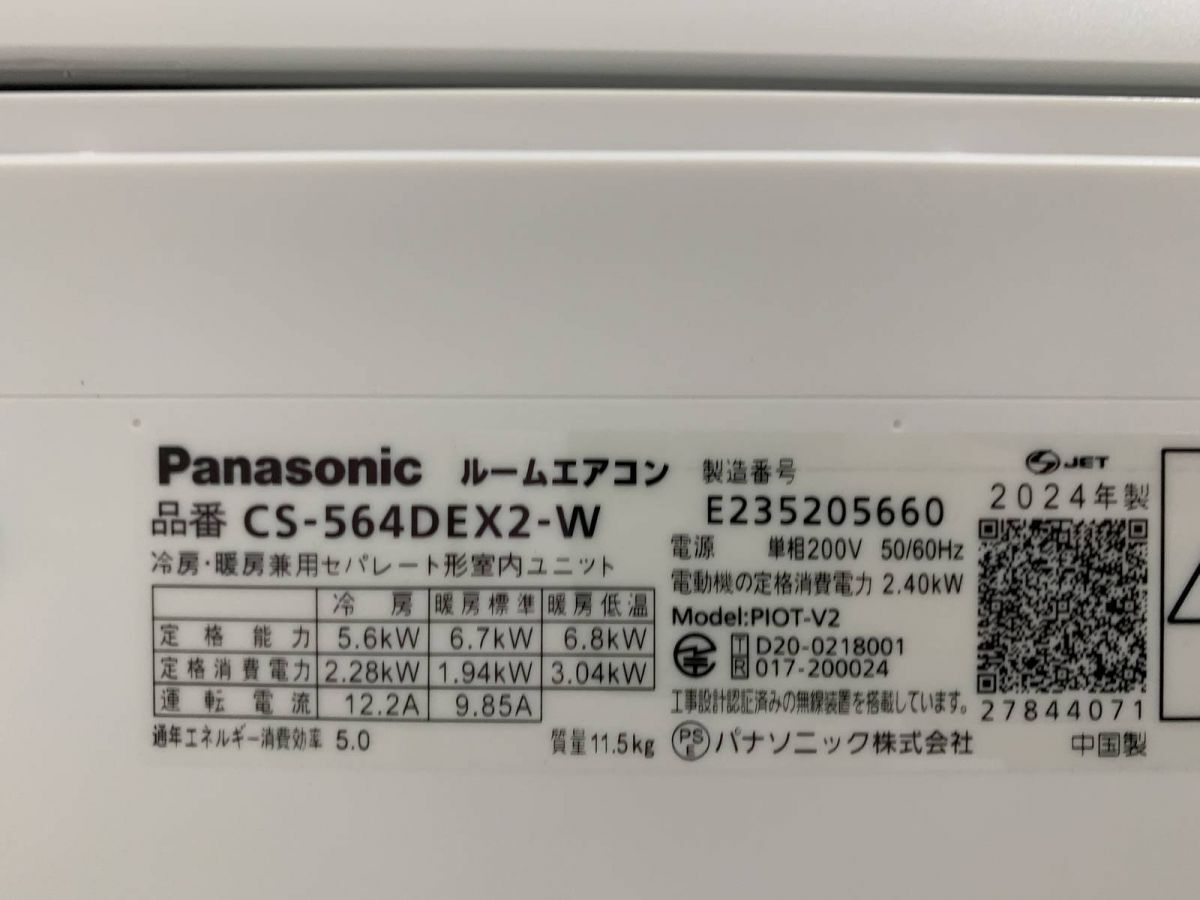 Panasonic ルームエアコン
品番 CS-564DEX2-W
冷房・暖房兼用セパレート形室内ユニット
冷房 暖房標準 暖房低温
定格能力 5.6kW 6.7kW 6.8kW
定格消費電力 2.28kW 1.94kW 3.04kW
運転電流 12.2A 9.85A
通年エネルギー消費効率 5.0 質量11.5kg
製造番号
E235205660
電源 単相200V 50/60Hz
電動機の定格消費電力 2.40kW
Model:PIOT-V2
T D20-0218001
R 017-200024
工事設計認証済みの無線装置を搭載しています。
PSE パナソニック株式会社
JET
2024年製
27844071
中国製